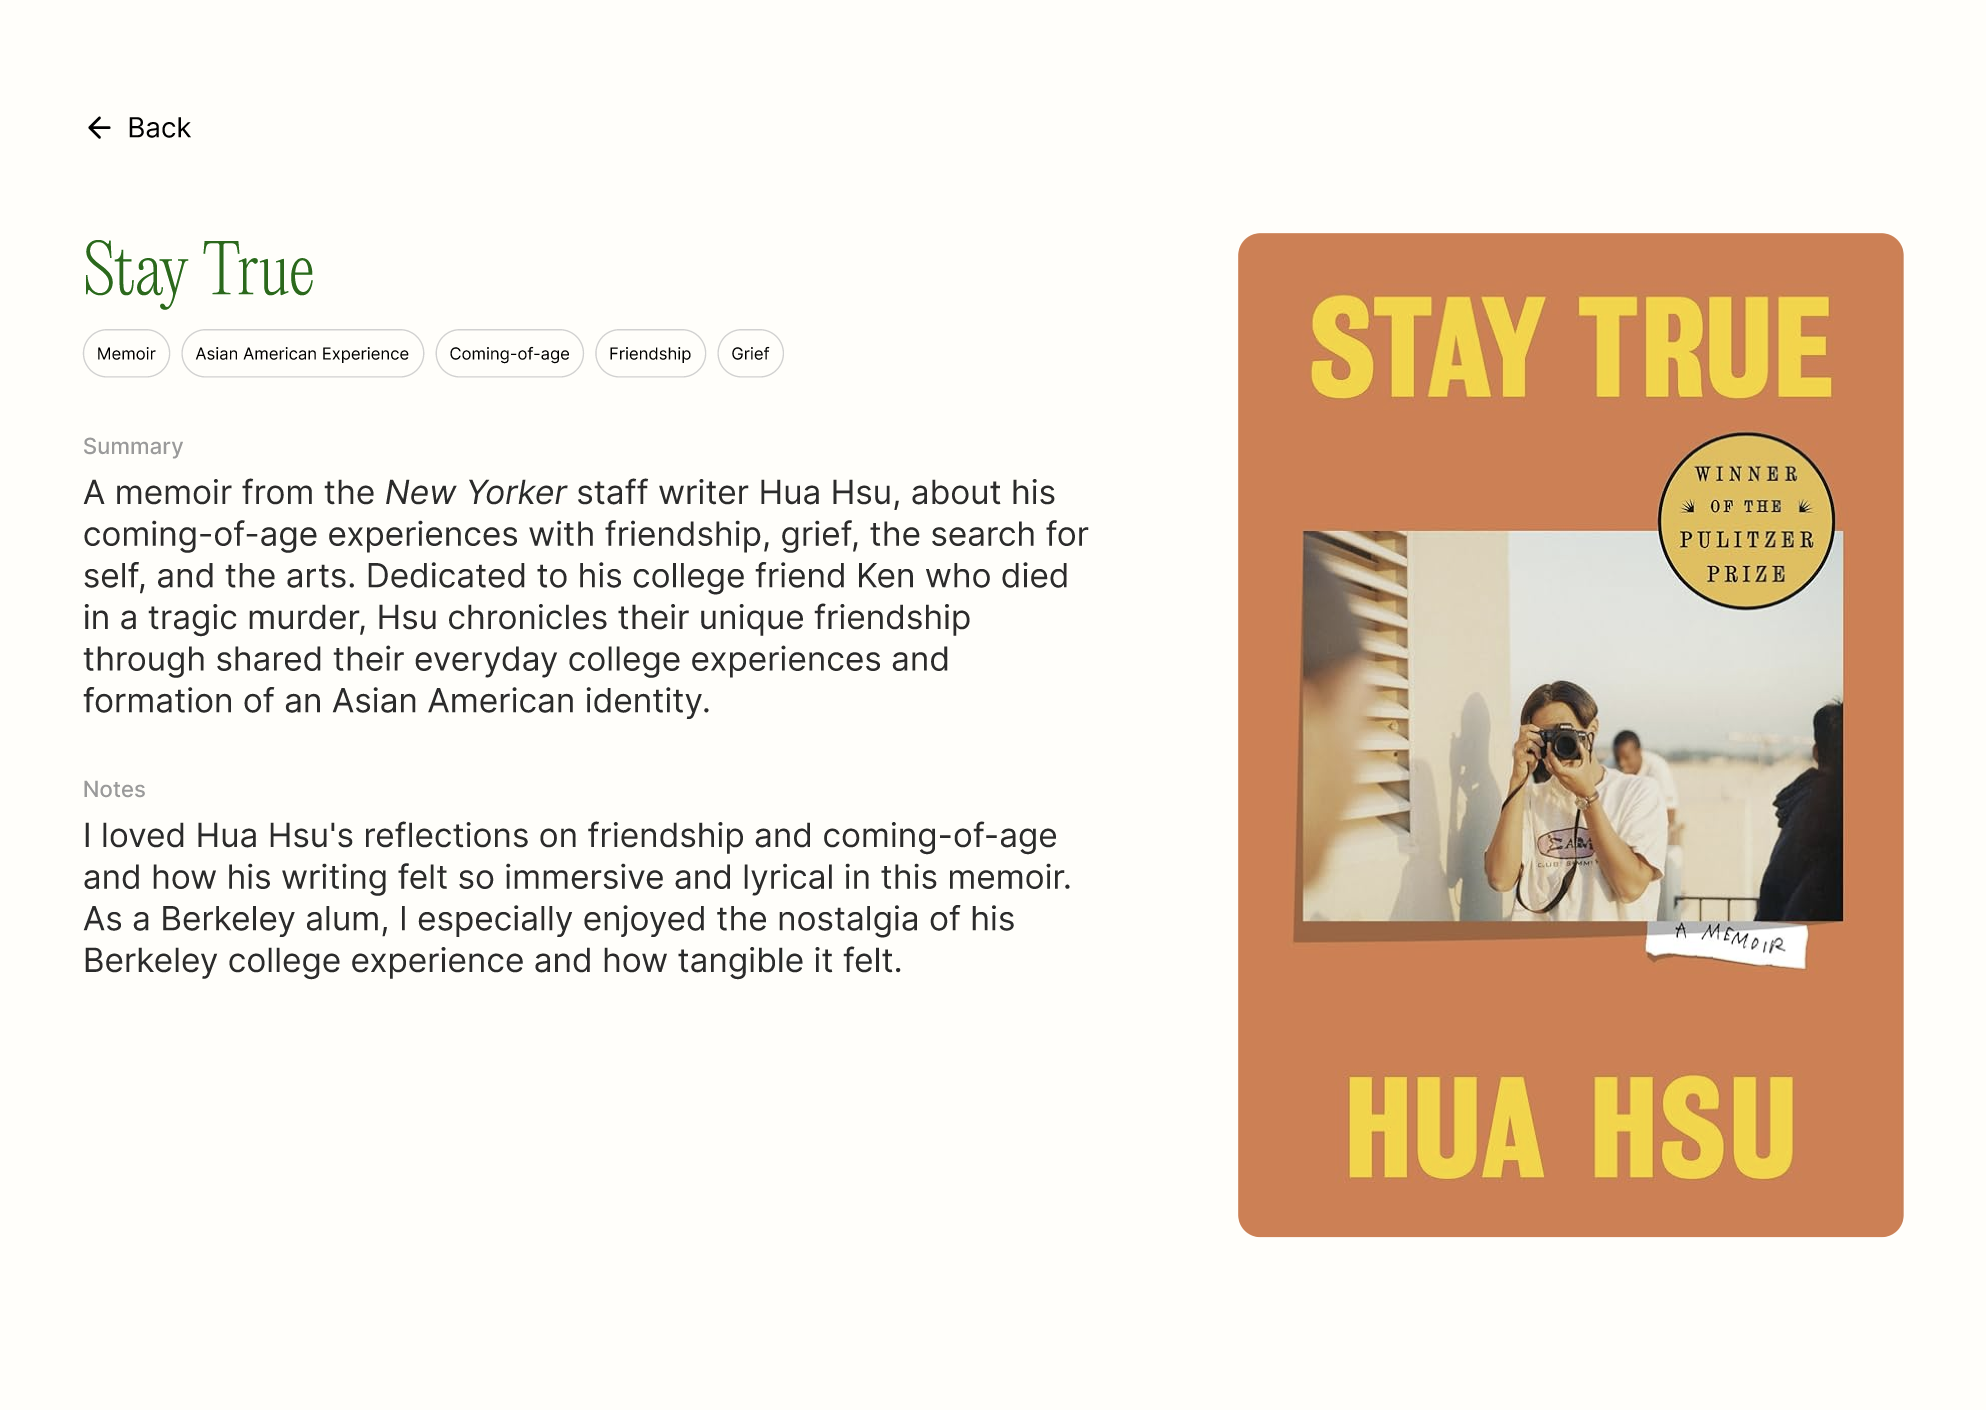 Back
Stay True
Memoir
Asian American Experience
Coming-of-age
Friendship
Grief
Summary
A memoir from the New Yorker staff writer Hua Hsu, about his
coming-of-age experiences with friendship, grief, the search for
self, and the arts. Dedicated to his college friend Ken who died
in a tragic murder, Hsu chronicles their unique friendship
through shared their everyday college experiences and
formation of an Asian American identity.
Notes
I loved Hua Hsu's reflections on friendship and coming-of-age
and how his writing felt so immersive and lyrical in this memoir.
As a Berkeley alum, I especially enjoyed the nostalgia of his
Berkeley college experience and how tangible it felt.
STAY TRUE
WINNER
OF THE
PULITZER
PRIZE
A MEMOIR
HUA HSU